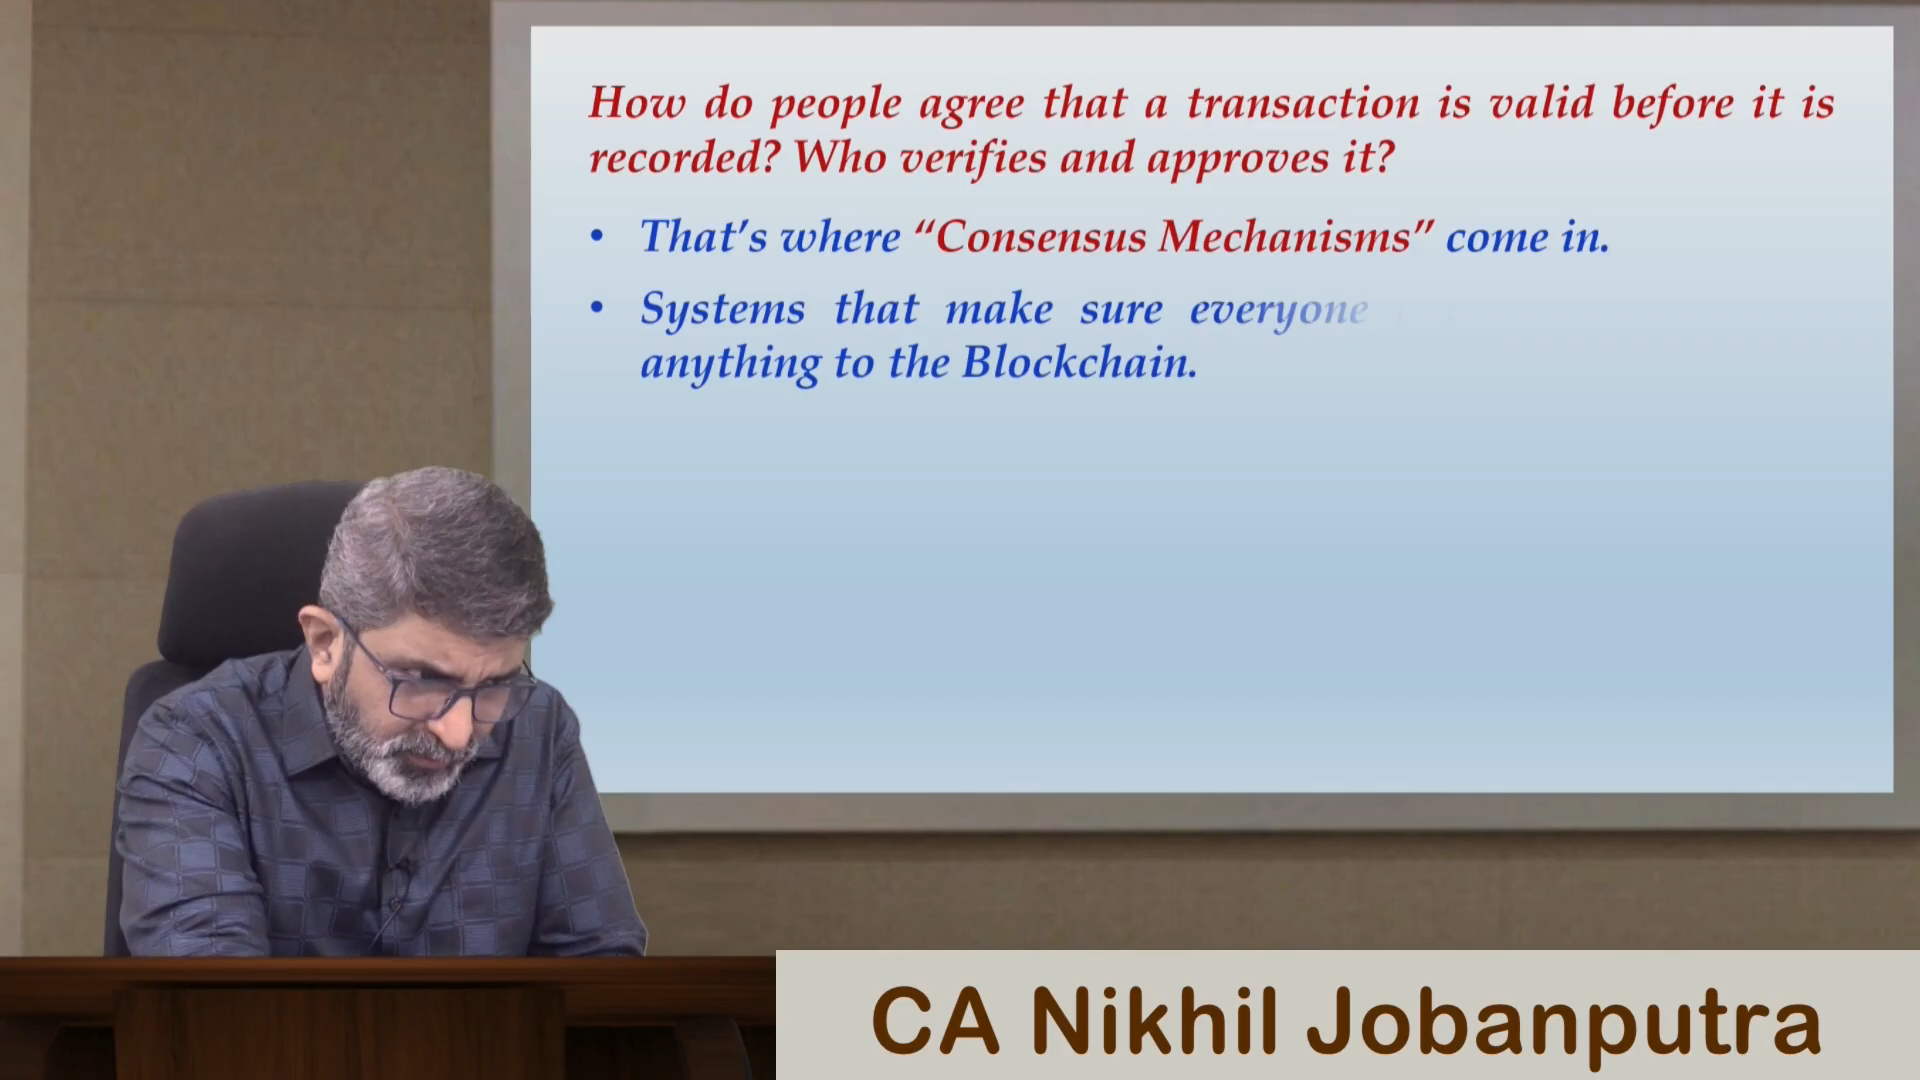 How do people agree that a transaction is valid before it is
recorded? Who verifies and approves it?
• That's where “Consensus Mechanisms” come in.
• Systems that make sure everyone
anything to the Blockchain.
CA Nikhil Jobanputra